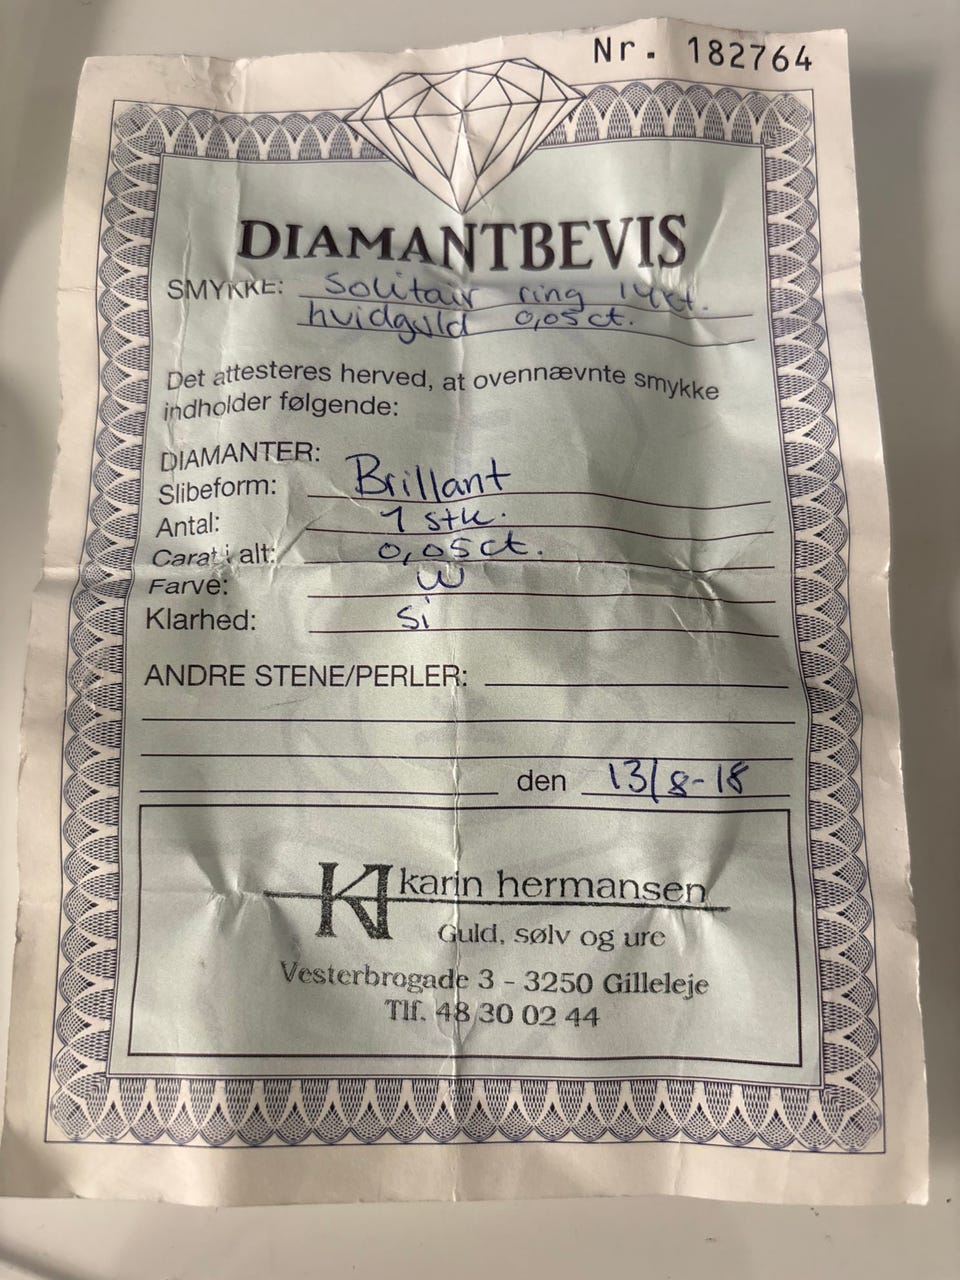 Nr. 182764
DIAMANTBEVIS
SMYKKE: Solitair ring 14kt.
hvidguld 0,05ct.
Det attesteres herved, at ovennævnte smykke
indholder følgende:
DIAMANTER:
Slibeform: Brillant
Antal: 1 stk.
Carat i alt: 0,05ct.
Farve: W
Klarhed: Si
ANDRE STENE/PERLER:
den 13/8-18
KH karin hermansen
Guld, sølv og ure
Vesterbrogade 3 - 3250 Gilleleje
Tlf. 48 30 02 44